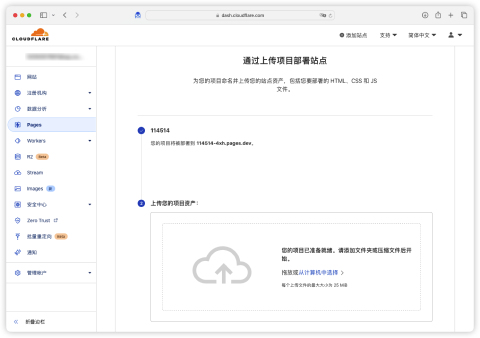 dash.cloudflare.com
CLOUDFLARE
添加站点
支持
简体中文
网站
注册机构
数据分析
Pages
Workers
R2 Beta
Stream
Images
安全中心
Zero Trust
批量重定向 Beta
通知
管理帐户
折叠边栏
通过上传项目部署站点
为您的项目命名并上传您的站点资产，包括您要部署的 HTML、CSS 和 JS
文件。
114514
您的项目将被部署到 114514-4xh.pages.dev。
2 上传您的项目资产：
您的项目已准备就绪。请添加文件夹或压缩文件后开
始。
拖放或从计算机中选择
每个上传文件的最大大小为 25 MiB